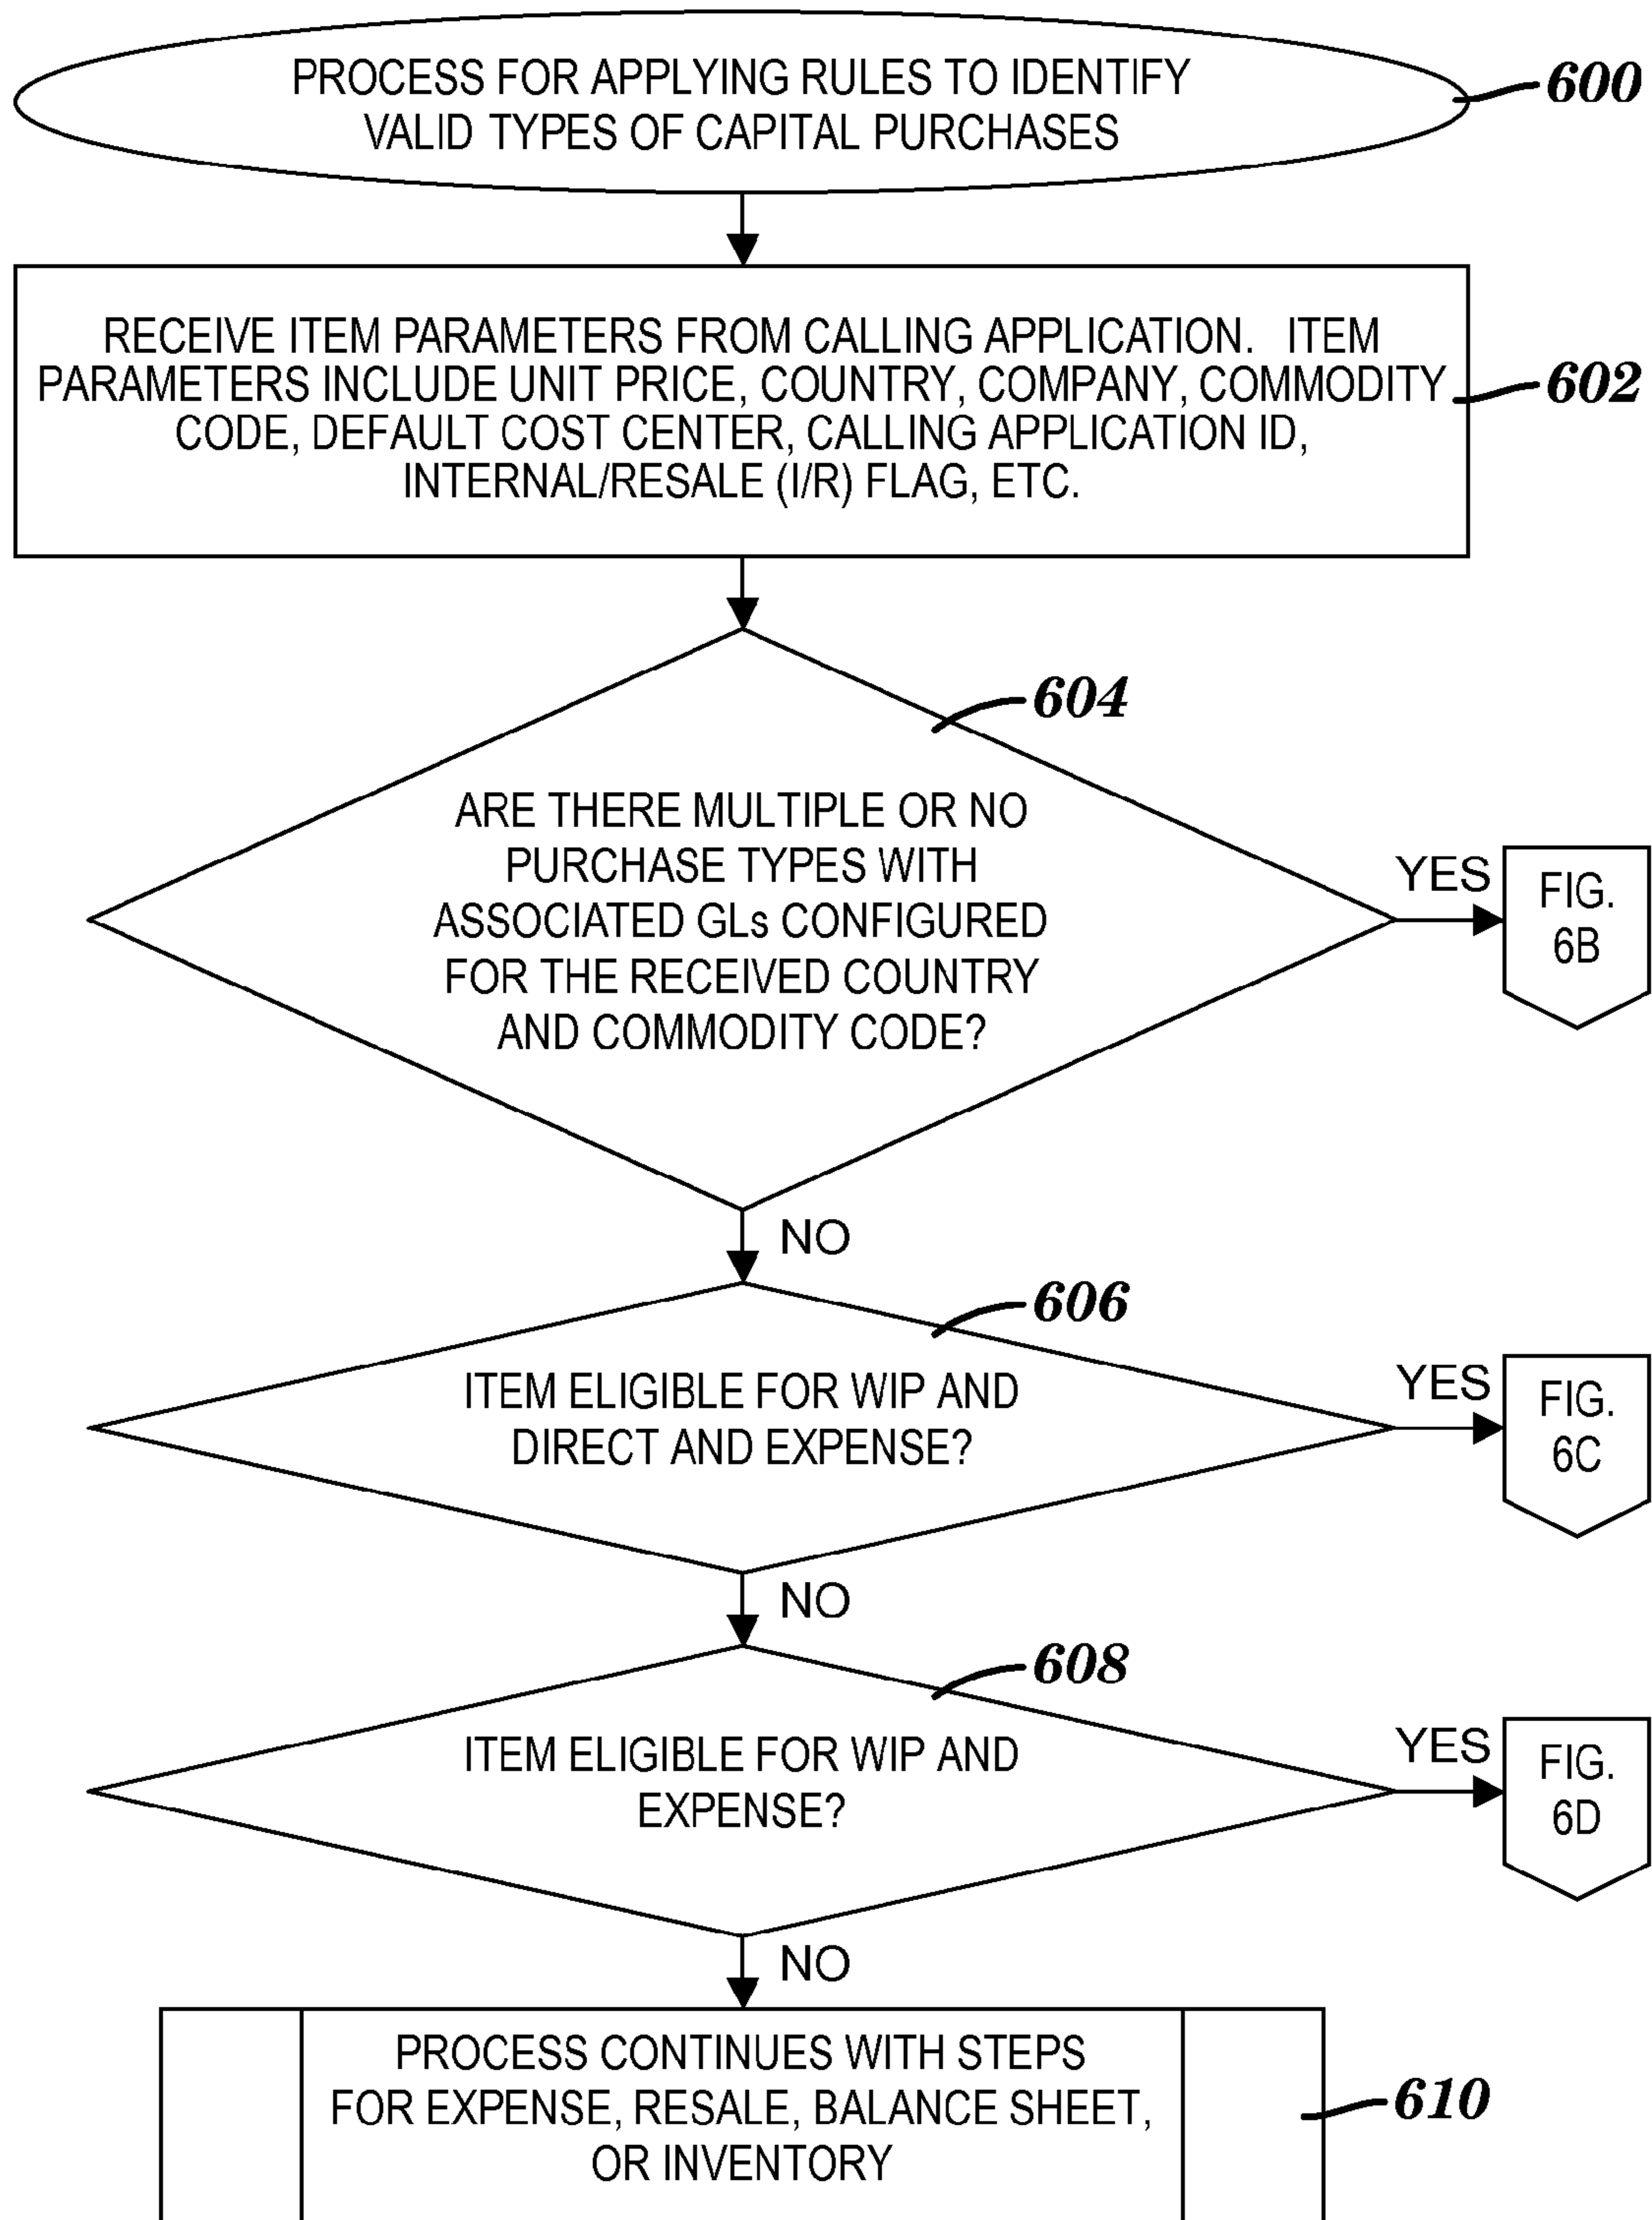 PROCESS FOR APPLYING RULES TO IDENTIFY
VALID TYPES OF CAPITAL PURCHASES
600
RECEIVE ITEM PARAMETERS FROM CALLING APPLICATION. ITEM
PARAMETERS INCLUDE UNIT PRICE, COUNTRY, COMPANY, COMMODITY
CODE, DEFAULT COST CENTER, CALLING APPLICATION ID,
INTERNAL/RESALE (I/R) FLAG, ETC.
602
604
ARE THERE MULTIPLE OR NO
PURCHASE TYPES WITH
ASSOCIATED GLs CONFIGURED
FOR THE RECEIVED COUNTRY
AND COMMODITY CODE?
YES
FIG.
6B
NO
606
ITEM ELIGIBLE FOR WIP AND
DIRECT AND EXPENSE?
YES
FIG.
6C
NO
608
ITEM ELIGIBLE FOR WIP AND
EXPENSE?
YES
FIG.
6D
NO
PROCESS CONTINUES WITH STEPS
FOR EXPENSE, RESALE, BALANCE SHEET,
OR INVENTORY
610